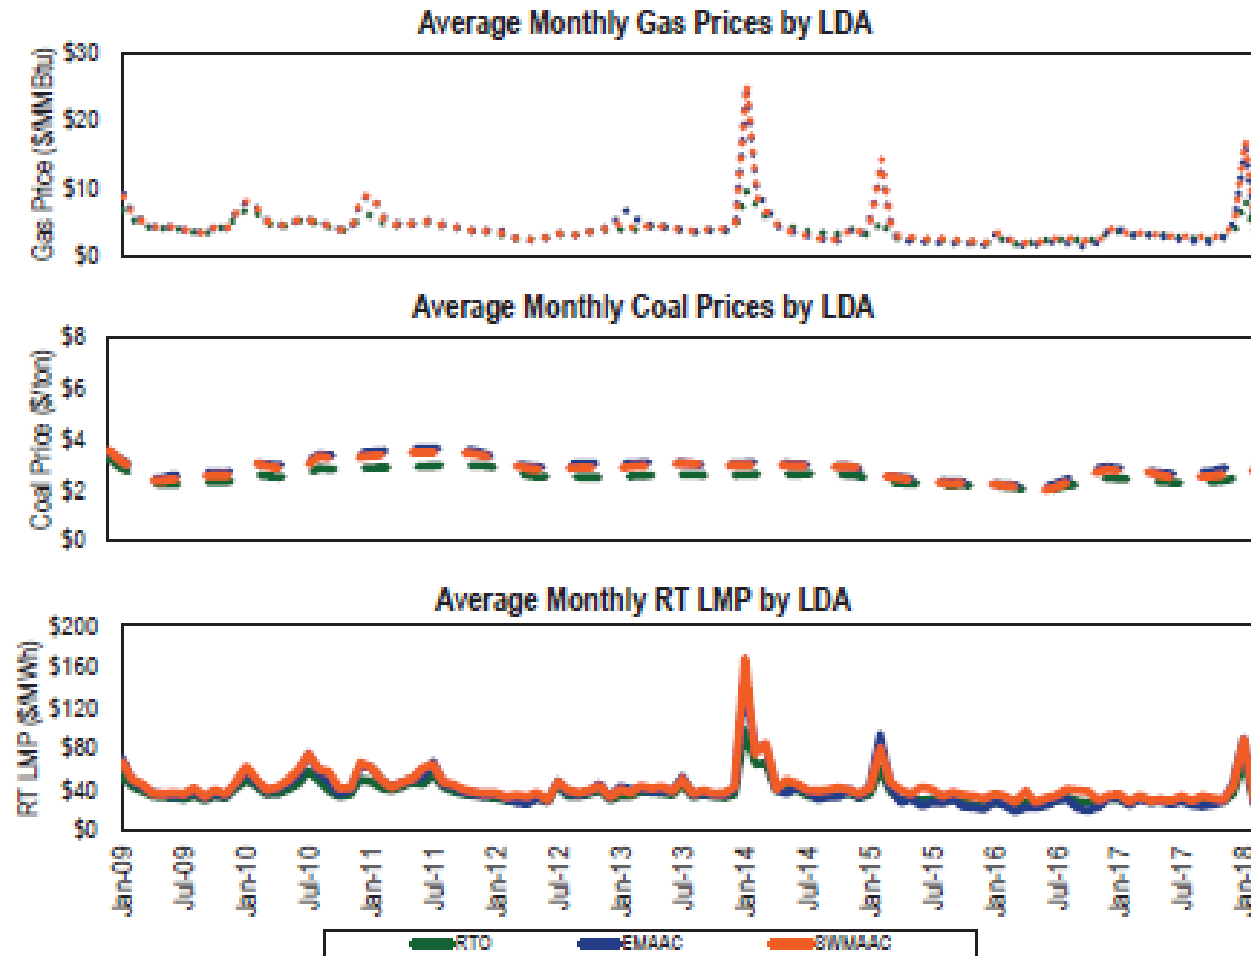 Average Monthly Gas Prices by LDA
Gas Price ($/MMBtu)
$30
$20
$10
$0
Average Monthly Coal Prices by LDA
Coal Price ($/ton)
$8
$6
$4
$2
$0
Average Monthly RT LMP by LDA
RT LMP ($/MWh)
$200
$160
$120
$80
$40
$0
Jan-09
Jul-09
Jan-10
Jul-10
Jan-11
Jul-11
Jan-12
Jul-12
Jan-13
Jul-13
Jan-14
Jul-14
Jan-15
Jul-15
Jan-16
Jul-16
Jan-17
Jul-17
Jan-18
RTO EMAAC SWMAAC